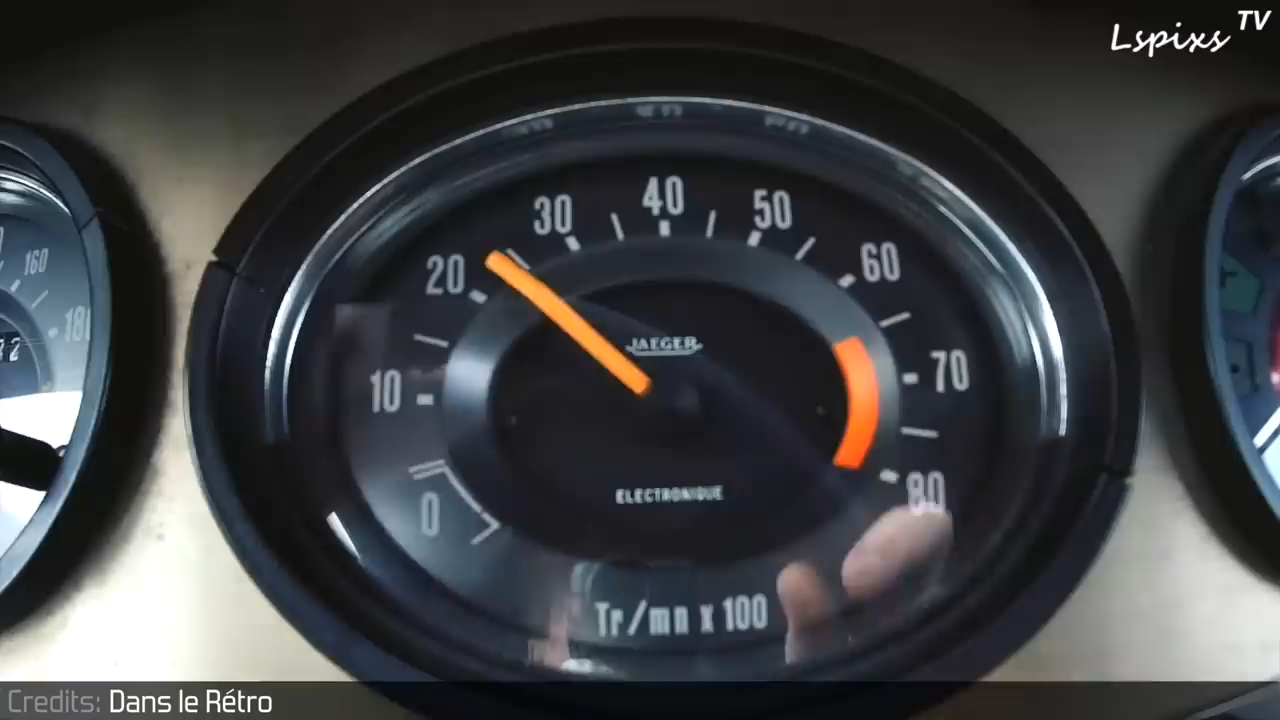 Lspixs TV
30 40 50
20 60
160
180
10 70
JAEGER
0 80
ELECTRONIQUE
Tr/mn x 100
Credits: Dans le Rétro